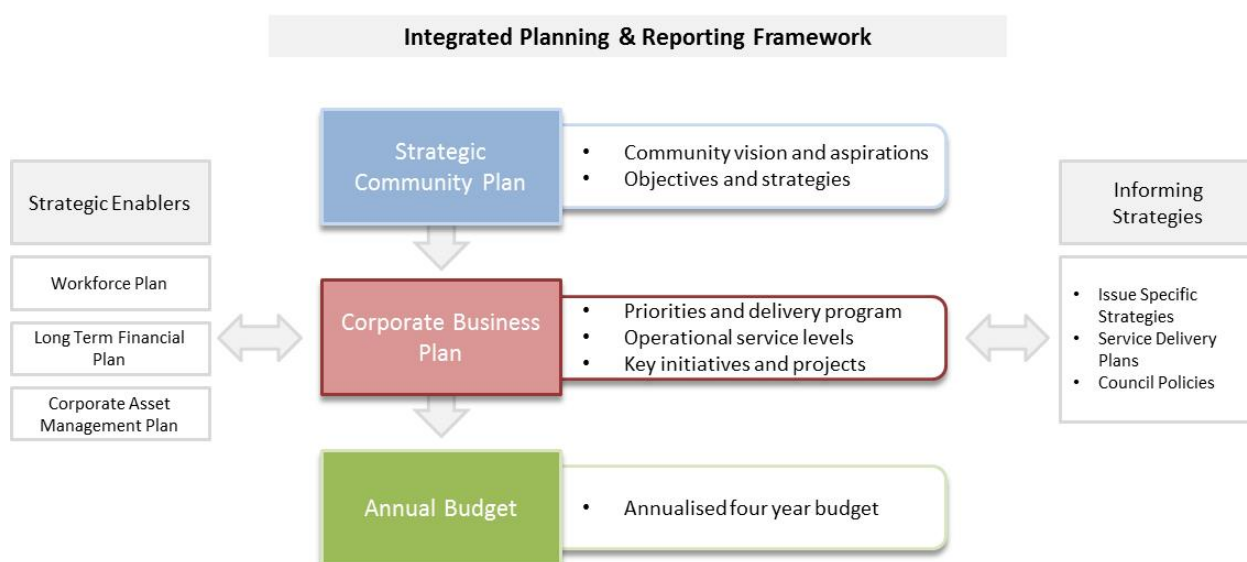 Integrated Planning & Reporting Framework
Strategic
Community Plan
• Community vision and aspirations
• Objectives and strategies
Strategic Enablers
Workforce Plan
Long Term Financial
Plan
Corporate Asset
Management Plan
Corporate Business
Plan
• Priorities and delivery program
• Operational service levels
• Key initiatives and projects
Informing
Strategies
• Issue Specific
Strategies
• Service Delivery
Plans
• Council Policies
Annual Budget
• Annualised four year budget